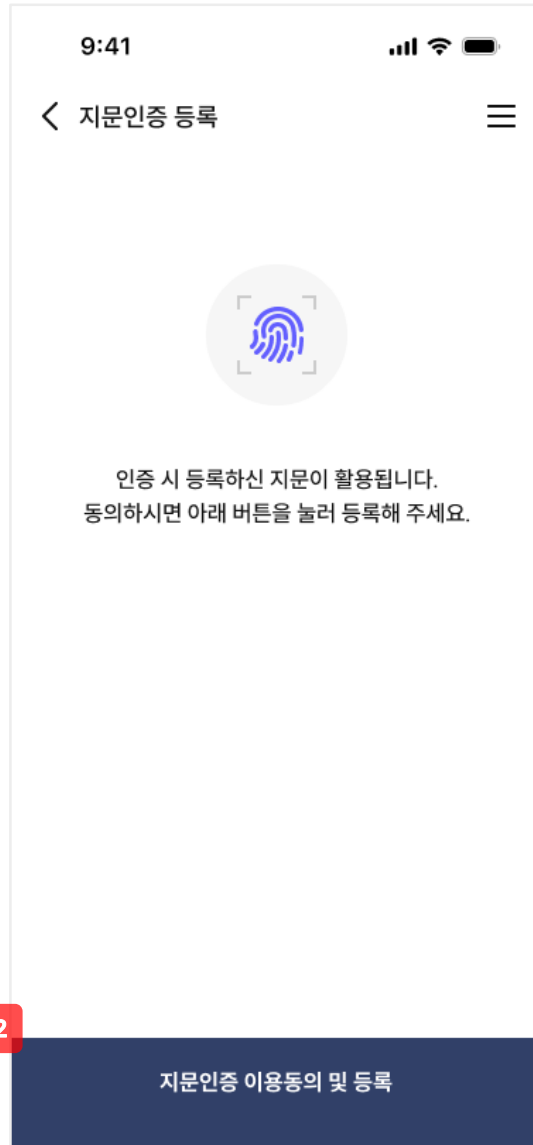 9:41
지문인증 등록
인증 시 등록하신 지문이 활용됩니다.
동의하시면 아래 버튼을 눌러 등록해 주세요.
2
지문인증 이용동의 및 등록